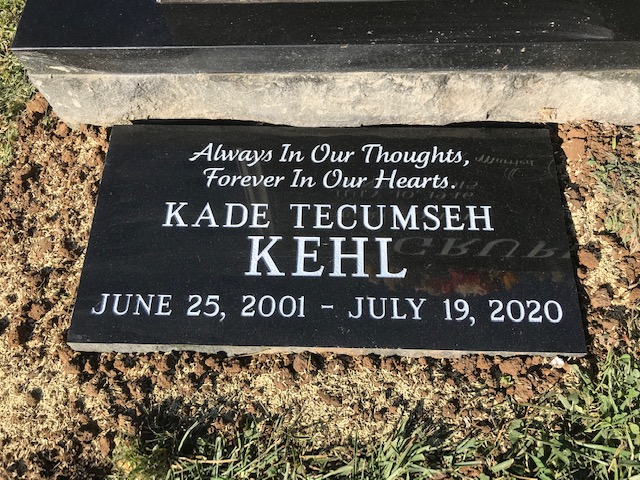 Always In Our Thoughts,
Forever In Our Hearts.
KADE TECUMSEH
KEHL
JUNE 25, 2001 - JULY 19, 2020